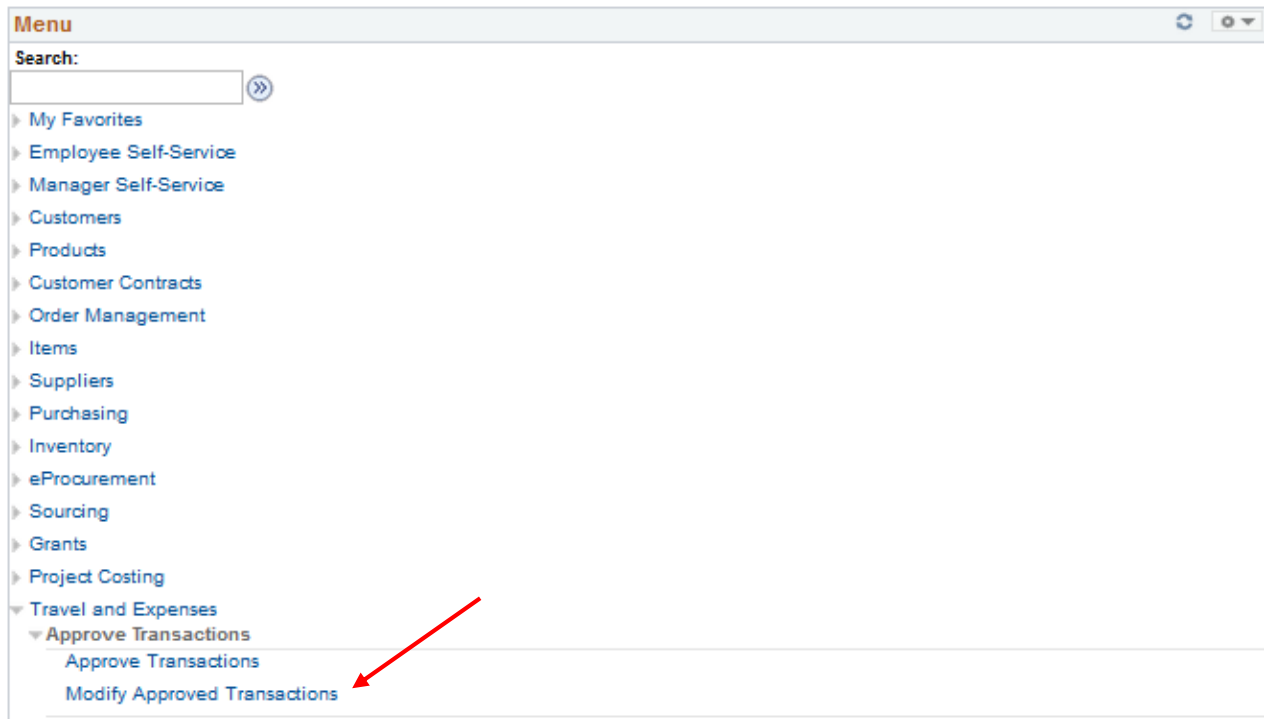 Menu
Search:
My Favorites
Employee Self-Service
Manager Self-Service
Customers
Products
Customer Contracts
Order Management
Items
Suppliers
Purchasing
Inventory
eProcurement
Sourcing
Grants
Project Costing
Travel and Expenses
Approve Transactions
Approve Transactions
Modify Approved Transactions